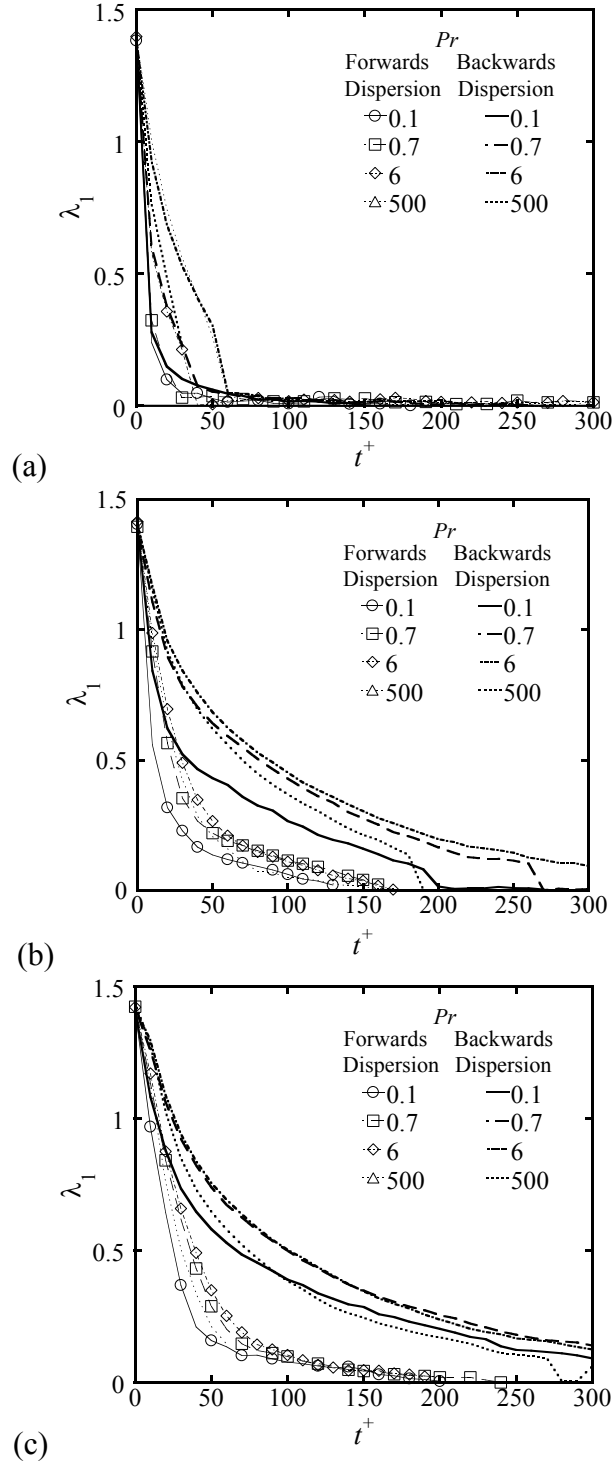 1.5
1
0.5
0
λ1
Pr
Forwards Backwards
Dispersion Dispersion
0.1 0.1
0.7 0.7
6 6
500 500
0 50 100 150 200 250 300
t+
(a)
1.5
1
0.5
0
λ1
Pr
Forwards Backwards
Dispersion Dispersion
0.1 0.1
0.7 0.7
6 6
500 500
0 50 100 150 200 250 300
t+
(b)
1.5
1
0.5
0
λ1
Pr
Forwards Backwards
Dispersion Dispersion
0.1 0.1
0.7 0.7
6 6
500 500
0 50 100 150 200 250 300
t+
(c)